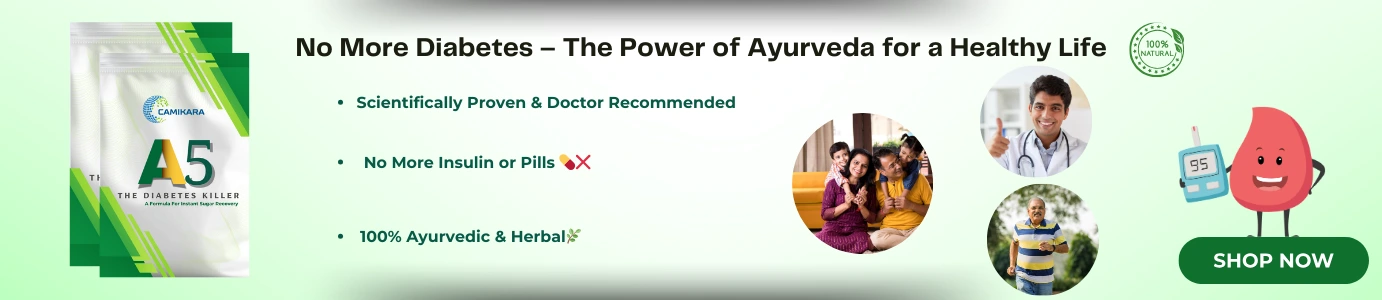 No More Diabetes – The Power of Ayurveda for a Healthy Life
100%
NATURAL
• Scientifically Proven & Doctor Recommended
• No More Insulin or Pills 💊❌
• 100% Ayurvedic & Herbal🌿
CAMIKARA
A5
TH
THE DIABETES KILLER
A Formula For Instant Sugar Recovery
95
SHOP NOW